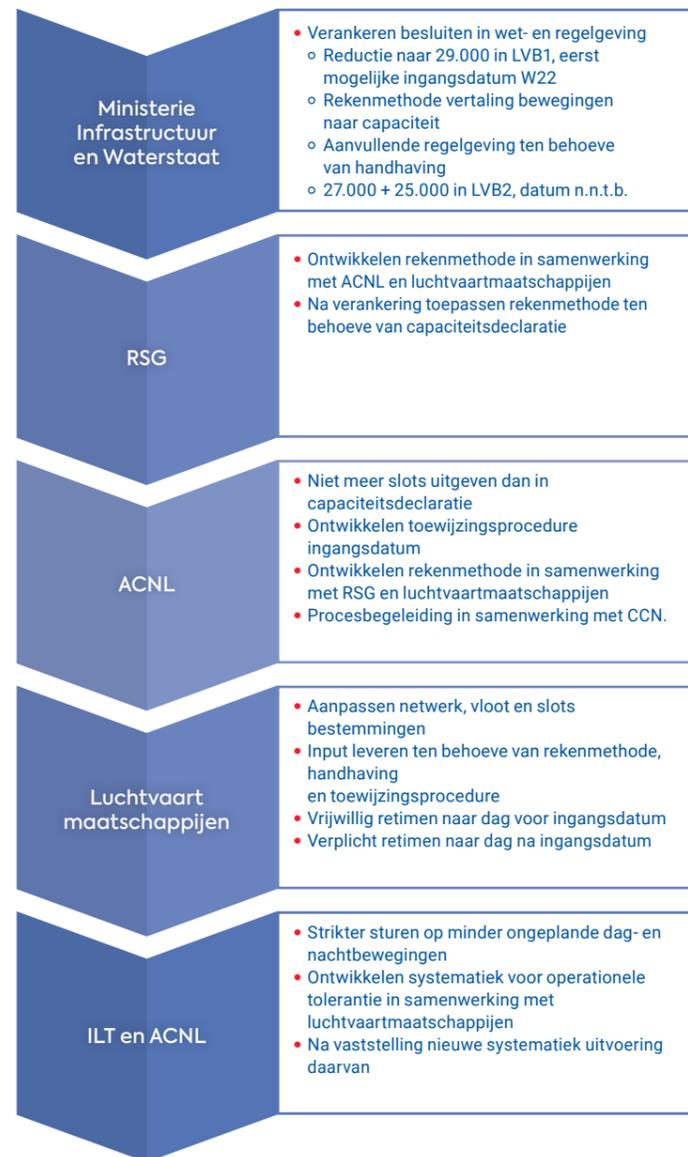 Ministerie
Infrastructuur
en Waterstaat
• Verankeren besluiten in wet- en regelgeving
○ Reductie naar 29.000 in LVB1, eerst
mogelijke ingangsdatum W22
○ Rekenmethode vertaling bewegingen
naar capaciteit
○ Aanvullende regelgeving ten behoeve
van handhaving
○ 27.000 + 25.000 in LVB2, datum n.n.t.b.
RSG
• Ontwikkelen rekenmethode in samenwerking
met ACNL en luchtvaartmaatschappijen
• Na verankering toepassen rekenmethode ten
behoeve van capaciteitsdeclaratie
ACNL
• Niet meer slots uitgeven dan in
capaciteitsdeclaratie
• Ontwikkelen toewijzingsprocedure
ingangsdatum
• Ontwikkelen rekenmethode in samenwerking
met RSG en luchtvaartmaatschappijen
• Procesbegeleiding in samenwerking met CCN.
Luchtvaart
maatschappijen
• Aanpassen netwerk, vloot en slots
bestemmingen
• Input leveren ten behoeve van rekenmethode,
handhaving
en toewijzingsprocedure
• Vrijwillig retimen naar dag voor ingangsdatum
• Verplicht retimen naar dag na ingangsdatum
ILT en ACNL
• Strikter sturen op minder ongeplande dag- en
nachtbewegingen
• Ontwikkelen systematiek voor operationele
tolerantie in samenwerking met
luchtvaartmaatschappijen
• Na vaststelling nieuwe systematiek uitvoering
daarvan